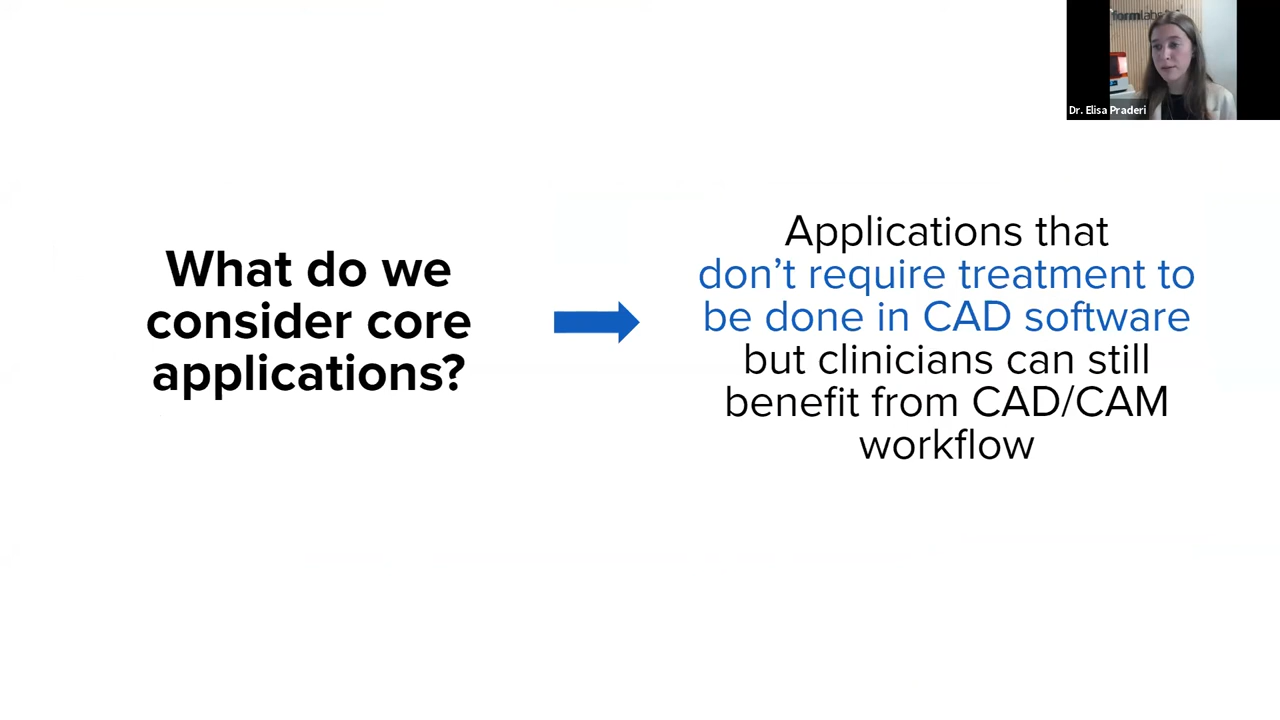 formlabs
Dr. Elisa Praderi
What do we
consider core
applications?
Applications that
don’t require treatment to
be done in CAD software
but clinicians can still
benefit from CAD/CAM
workflow